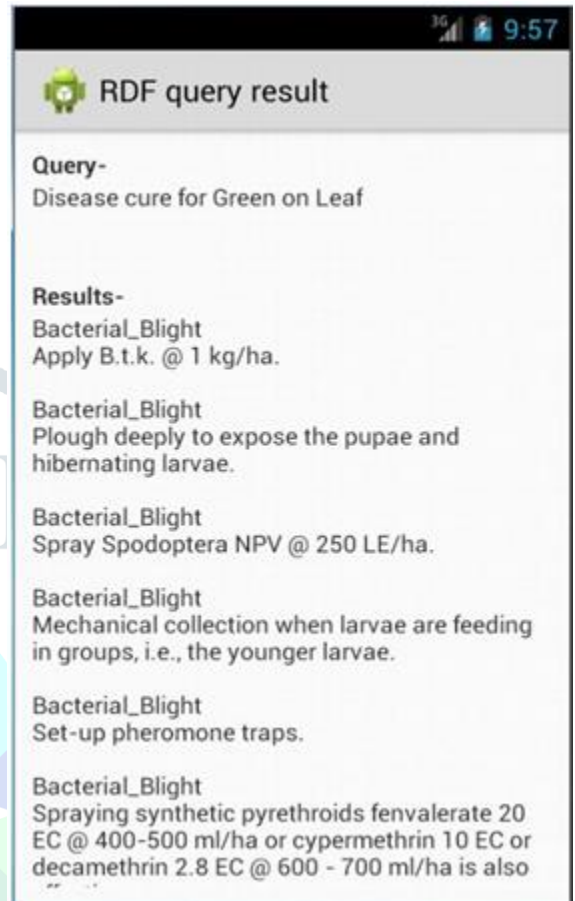 3G 9:57
RDF query result
Query-
Disease cure for Green on Leaf
Results-
Bacterial_Blight
Apply B.t.k. @ 1 kg/ha.
Bacterial_Blight
Plough deeply to expose the pupae and
hibernating larvae.
Bacterial_Blight
Spray Spodoptera NPV @ 250 LE/ha.
Bacterial_Blight
Mechanical collection when larvae are feeding
in groups, i.e., the younger larvae.
Bacterial_Blight
Set-up pheromone traps.
Bacterial_Blight
Spraying synthetic pyrethroids fenvalerate 20
EC @ 400-500 ml/ha or cypermethrin 10 EC or
decamethrin 2.8 EC @ 600 - 700 ml/ha is also